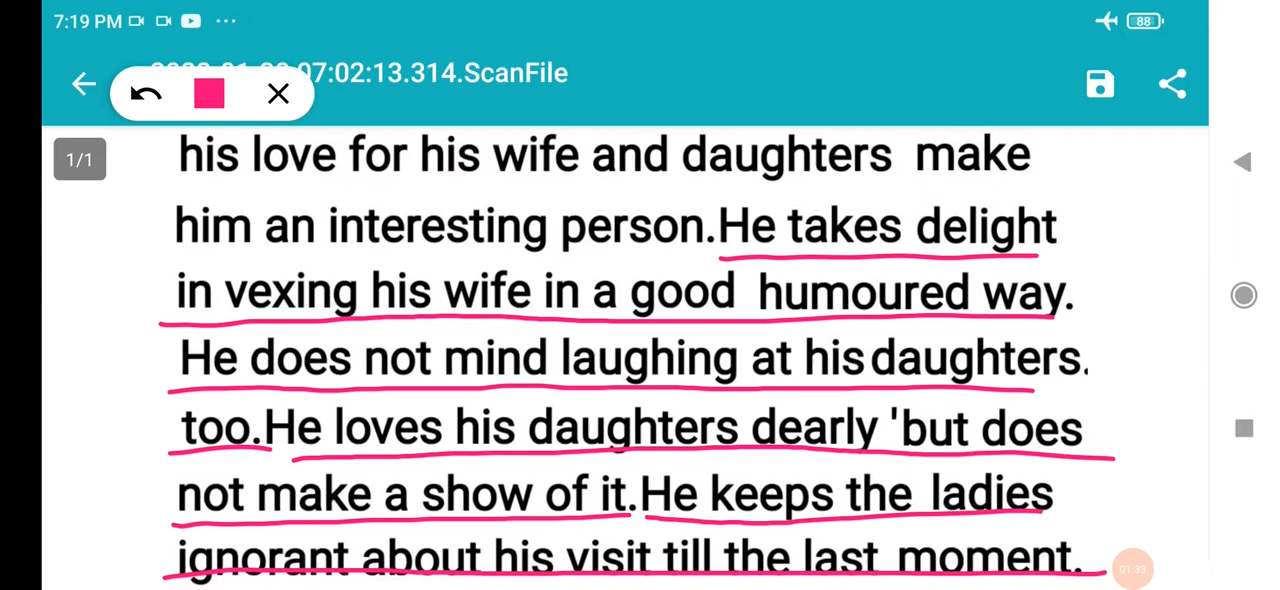 7:19 PM ...
88
07:02:13.314.ScanFile
1/1
his love for his wife and daughters make
him an interesting person.He takes delight
in vexing his wife in a good humoured way.
He does not mind laughing at his daughters.
too.He loves his daughters dearly 'but does
not make a show of it.He keeps the ladies
ignorant about his visit till the last moment.
01:33